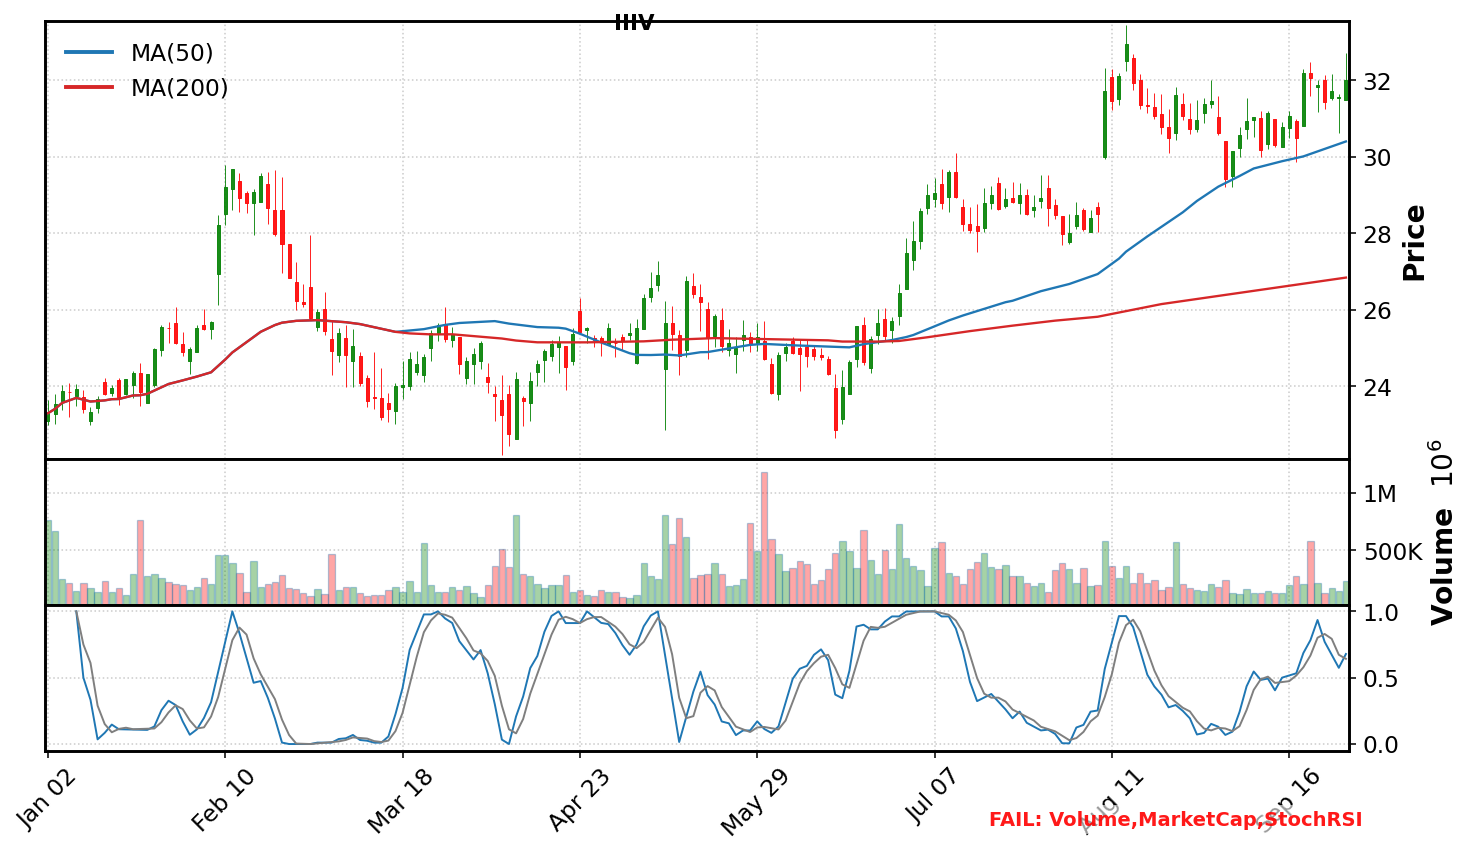 IIIV
MA(50)
MA(200)
32
30
28
26
24
Price
1M
500K
Volume 10⁶
1.0
0.5
0.0
Jan 02
Feb 10
Mar 18
Apr 23
May 29
Jul 07
Aug 11
Sep 16
FAIL: Volume,MarketCap,StochRSI